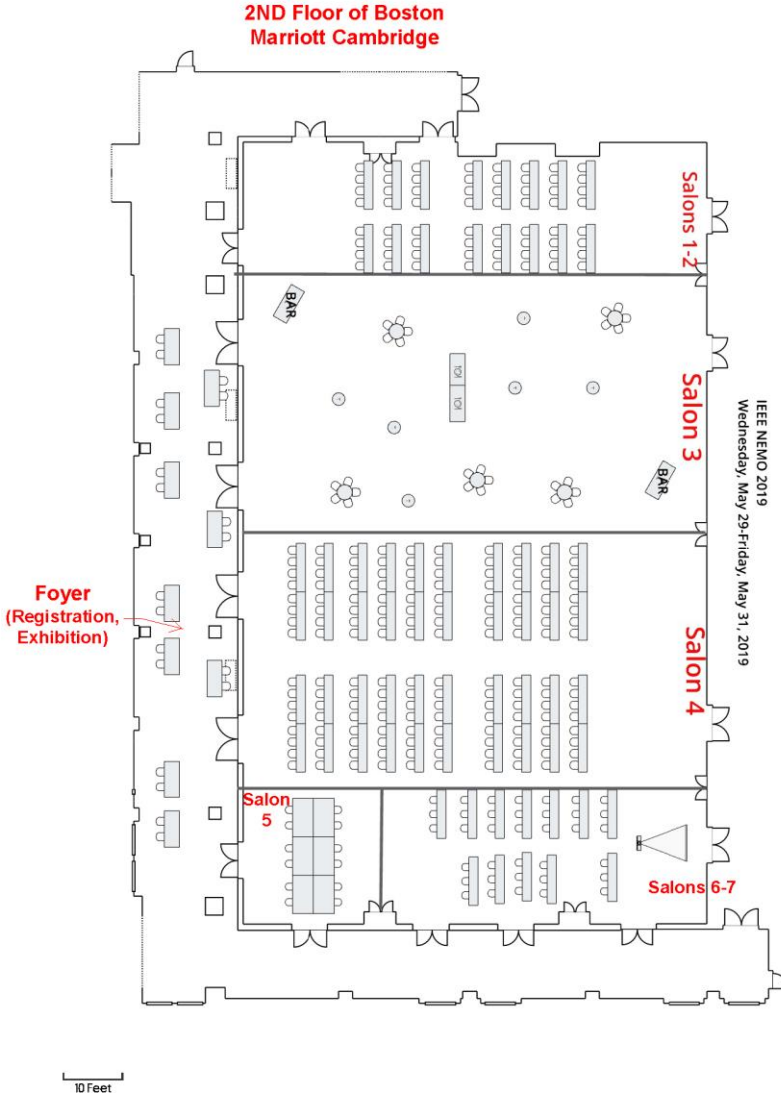 2ND Floor of Boston
Marriott Cambridge
Salons 1-2
BAR
Salon 3
BAR
IEEE NEMO 2019
Wednesday, May 29-Friday, May 31, 2019
Foyer
(Registration,
Exhibition)
Salon 4
Salon
5
Salons 6-7
10 Feet